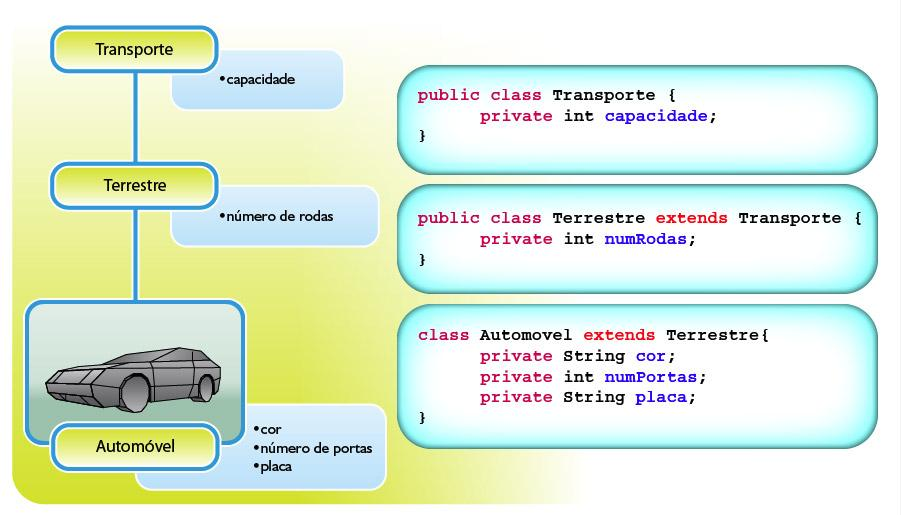 Transporte
•capacidade
Terrestre
•número de rodas
Automóvel
•cor
•número de portas
•placa
public class Transporte {
private int capacidade;
}
public class Terrestre extends Transporte {
private int numRodas;
}
class Automovel extends Terrestre{
private String cor;
private int numPortas;
private String placa;
}